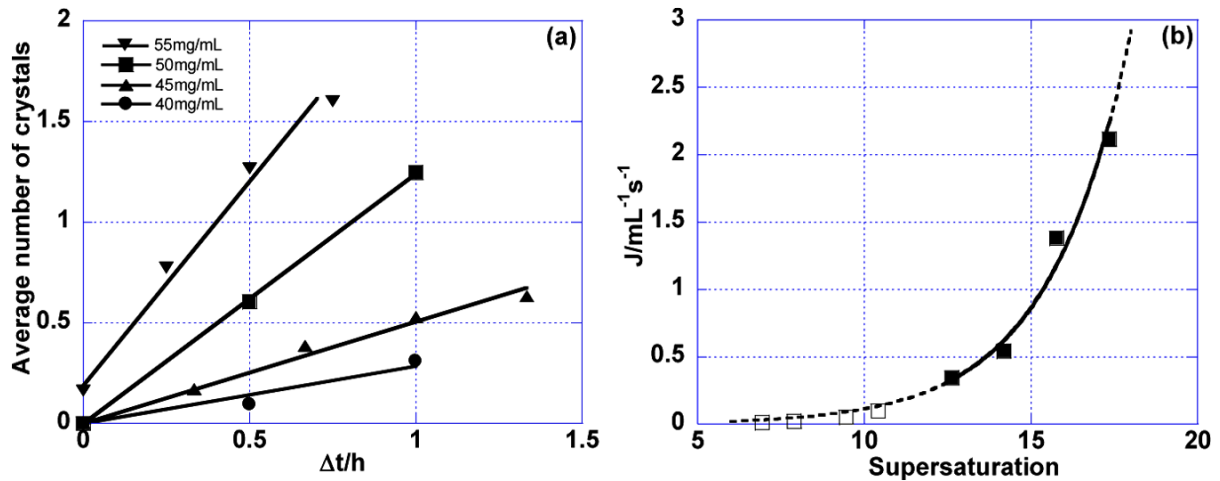 2
(a)
55mg/mL
50mg/mL
45mg/mL
40mg/mL
1.5
1
0.5
0
Average number of crystals
0
0.5
1
1.5
Δt/h
3
(b)
2.5
2
1.5
1
0.5
0
J/mL⁻¹s⁻¹
5
10
15
20
Supersaturation